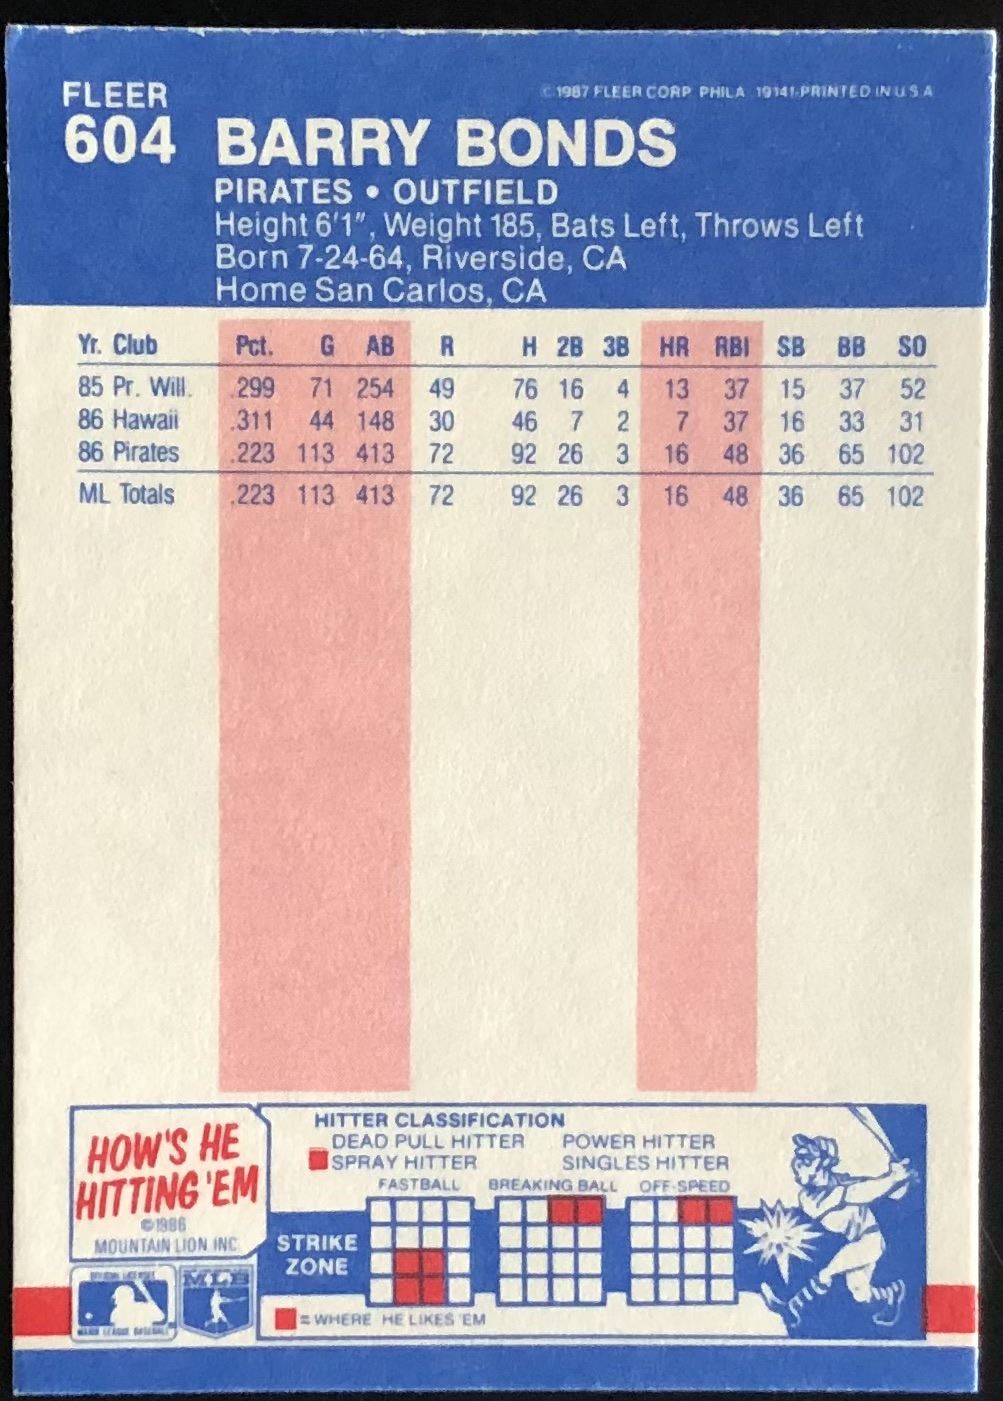 FLEER
© 1987 FLEER CORP. PHILA. 19141-PRINTED IN U.S.A
604 BARRY BONDS
PIRATES • OUTFIELD
Height 6'1", Weight 185, Bats Left, Throws Left
Born 7-24-64, Riverside, CA
Home San Carlos, CA
Yr. Club Pct. G AB R H 2B 3B HR RBI SB BB SO
85 Pr. Will. .299 71 254 49 76 16 4 13 37 15 37 52
86 Hawaii .311 44 148 30 46 7 2 7 37 16 33 31
86 Pirates .223 113 413 72 92 26 3 16 48 36 65 102
ML Totals .223 113 413 72 92 26 3 16 48 36 65 102
HOW'S HE
HITTING 'EM
©1986
MOUNTAIN LION INC.
HITTER CLASSIFICATION
DEAD PULL HITTER POWER HITTER
SPRAY HITTER SINGLES HITTER
FASTBALL BREAKING BALL OFF-SPEED
STRIKE
ZONE
= WHERE HE LIKES 'EM
OFFICIAL LICENSEE
MAJOR LEAGUE BASEBALL
MLB